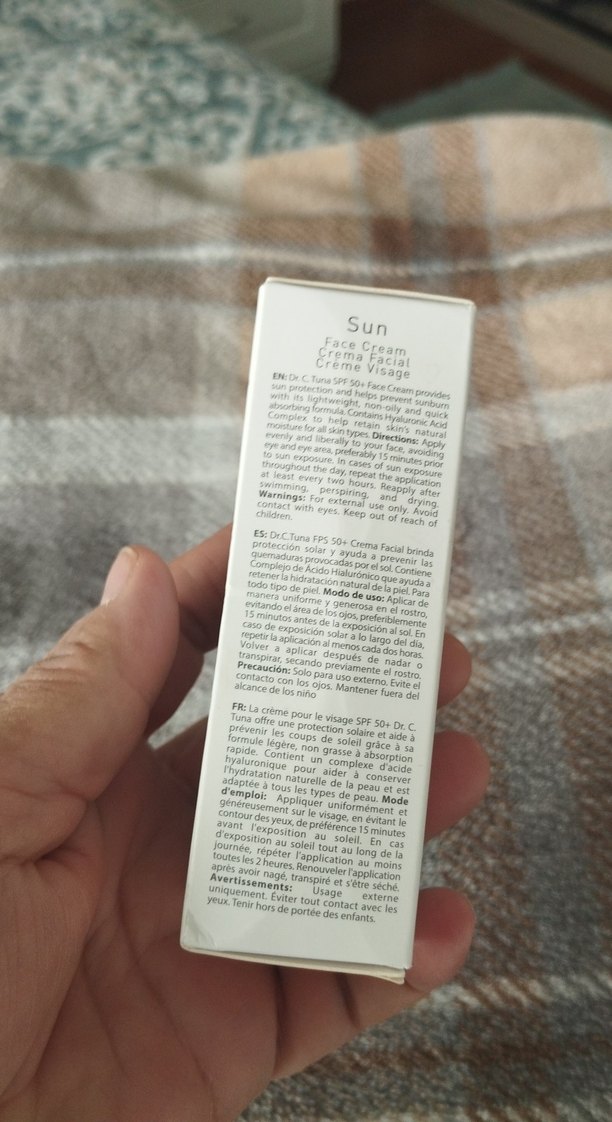 Sun
Face Cream
Crema Facial
Crème Visage
EN: Dr. C. Tuna SPF 50+ Face Cream provides
sun protection and helps prevent sunburn
with its lightweight, non-oily and quick
absorbing formula. Contains Hyaluronic Acid
Complex to help retain skin's natural
moisture for all skin types. Directions: Apply
evenly and liberally to your face, avoiding
eye and eye area, preferably 15 minutes prior
to sun exposure. In cases of sun exposure
throughout the day, repeat the application
at least every two hours. Reapply after
swimming, perspiring, and drying.
Warnings: For external use only. Avoid
contact with eyes. Keep out of reach of
children.
ES: Dr.C.Tuna FPS 50+ Crema Facial brinda
protección solar y ayuda a prevenir las
quemaduras provocadas por el sol. Contiene
Complejo de Ácido Hialurónico que ayuda a
retener la hidratación natural de la piel. Para
todo tipo de piel. Modo de uso: Aplicar de
manera uniforme y generosa en el rostro,
evitando el área de los ojos, preferiblemente
15 minutos antes de la exposición al sol. En
caso de exposición solar a lo largo del día,
repetir la aplicación al menos cada dos horas.
Volver a aplicar después de nadar o
transpirar, secando previamente el rostro.
Precaución: Solo para uso externo. Evite el
contacto con los ojos. Mantener fuera del
alcance de los niño
FR: La crème pour le visage SPF 50+ Dr. C.
Tuna offre une protection solaire et aide à
prévenir les coups de soleil grâce à sa
formule légère, non grasse à absorption
rapide. Contient un complexe d'acide
hyaluronique pour aider à conserver
l'hydratation naturelle de la peau et est
adaptée à tous les types de peau. Mode
d'emploi: Appliquer uniformément et
généreusement sur le visage, en évitant le
contour des yeux, de préférence 15 minutes
avant l'exposition au soleil. En cas
d'exposition au soleil tout au long de la
journée, répéter l'application au moins
toutes les 2 heures. Renouveler l'application
après avoir nagé, transpiré et s'être séché.
Avertissements: Usage externe
uniquement. Éviter tout contact avec les
yeux. Tenir hors de portée des enfants.